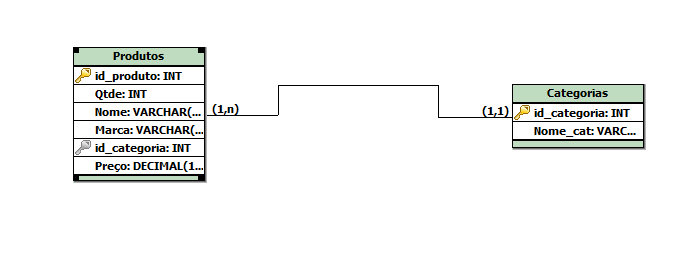 Produtos
id_produto: INT
Qtde: INT
Nome: VARCHAR(...
Marca: VARCHAR(...
id_categoria: INT
Preço: DECIMAL(1...
(1,n)
(1,1)
Categorias
id_categoria: INT
Nome_cat: VARC...